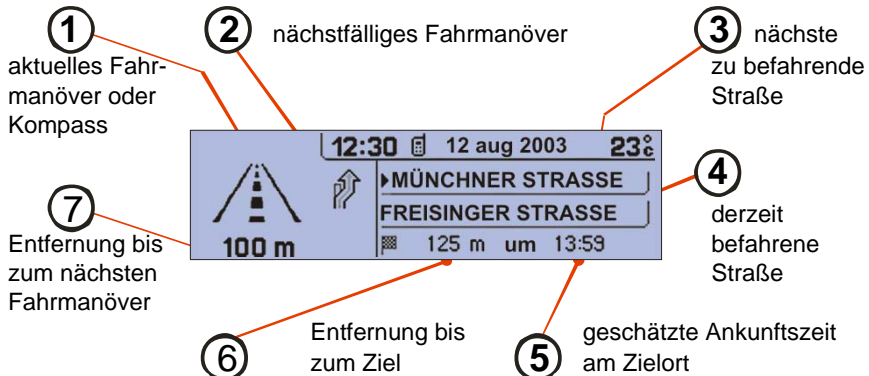 1
aktuelles Fahr-
manöver oder
Kompass
2 nächstfälliges Fahrmanöver
3 nächste
zu befahrende
Straße
12:30 12 aug 2003 23°c
▸MÜNCHNER STRASSE
FREISINGER STRASSE
100 m
125 m um 13:59
4
derzeit
befahrene
Straße
7
Entfernung bis
zum nächsten
Fahrmanöver
6 Entfernung bis
zum Ziel
5 geschätzte Ankunftszeit
am Zielort